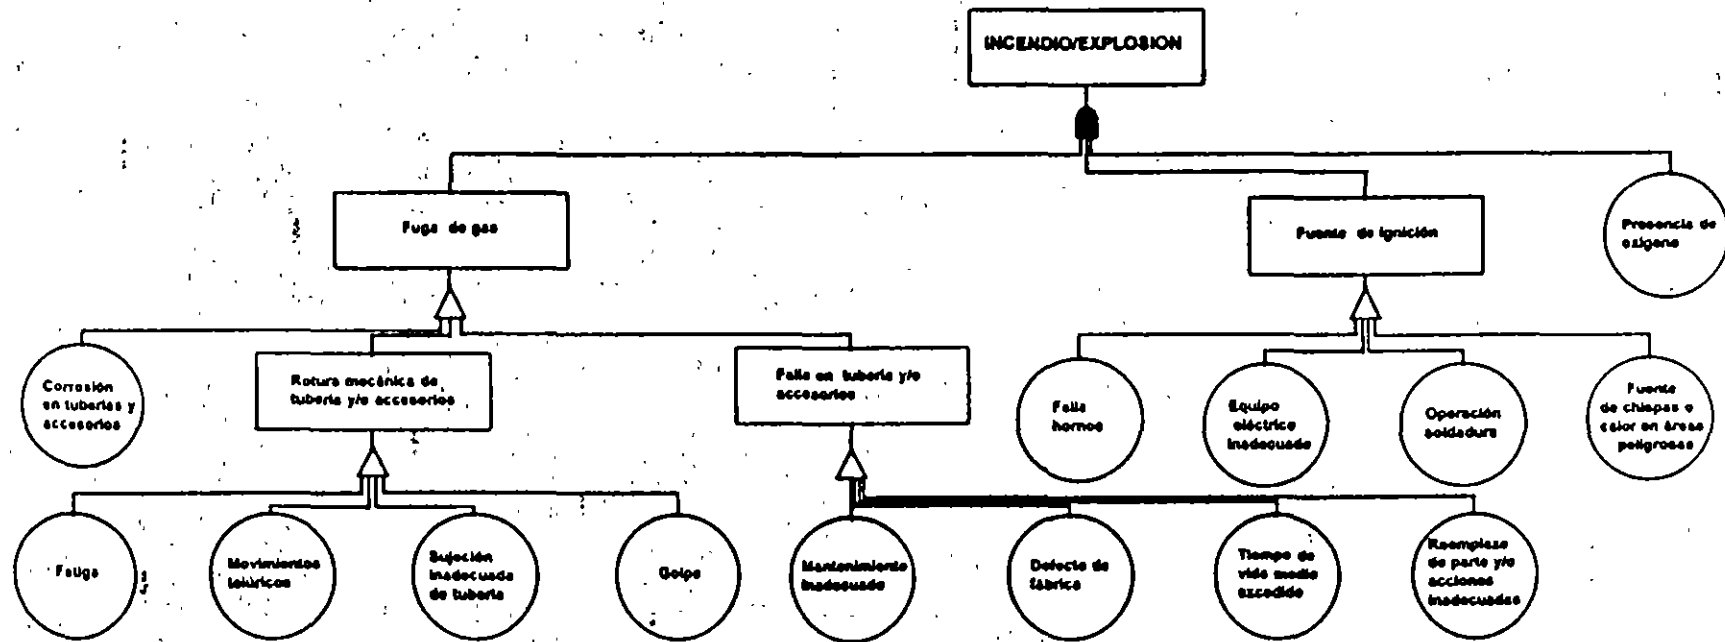 INCENDIO/EXPLOSION
Fuga de gas
Fuente de ignición
Presencia de
oxígeno
Corrosión
en tuberías y
accesorios
Rotura mecánica de
tubería y/o accesorios
Falla en tubería y/o
accesorios
Falla
hornos
Equipo
eléctrico
inadecuado
Operación
soldadura
Fuente
de chispas o
calor en áreas
peligrosas
Fatiga
Movimientos
telúricos
Sujeción
inadecuada
de tubería
Golpe
Mantenimiento
inadecuado
Defecto de
fábrica
Tiempo de
vida medio
excedido
Reemplazo
de parte y/o
acciones
inadecuadas